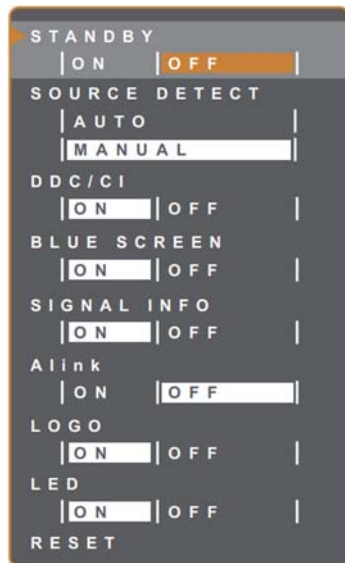 STANDBY
ON OFF
SOURCE DETECT
AUTO
MANUAL
DDC/CI
ON OFF
BLUE SCREEN
ON OFF
SIGNAL INFO
ON OFF
Alink
ON OFF
LOGO
ON OFF
LED
ON OFF
RESET